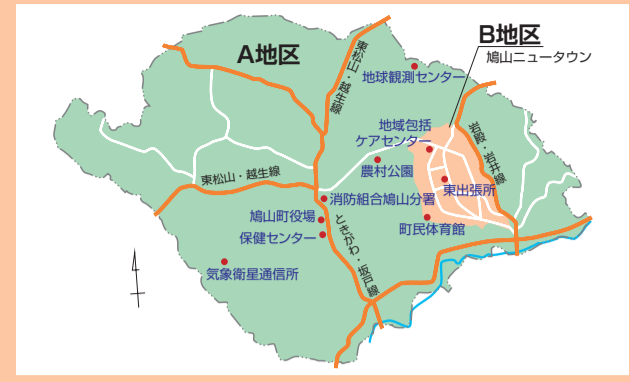 A地区
東松山・越生線
B地区
鳩山ニュータウン
地球観測センター
地域包括
ケアセンター
岩殿・岩井線
農村公園
東松山・越生線
東出張所
消防組合鳩山分署
鳩山町役場
町民体育館
保健センター
ときがわ・坂戸線
気象衛星通信所